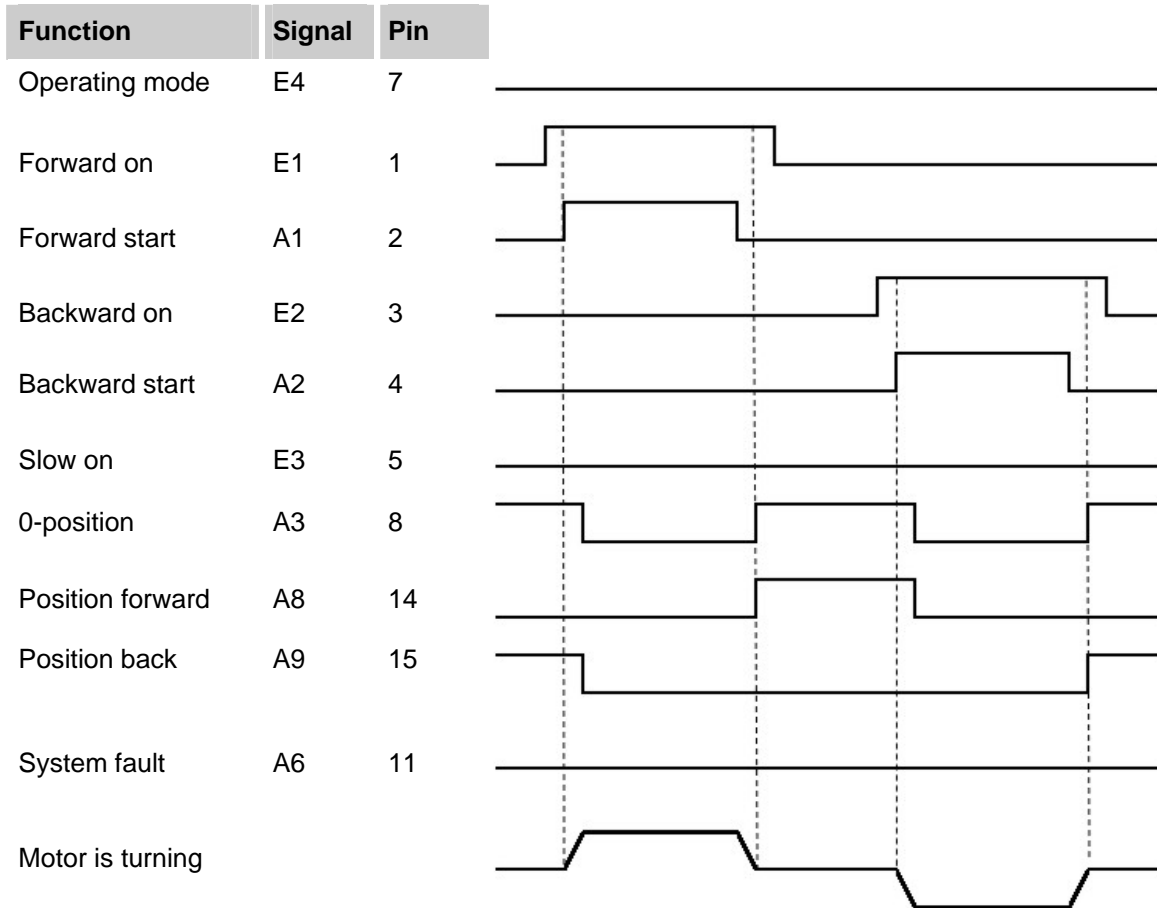 Function Signal Pin
Operating mode E4 7
Forward on E1 1
Forward start A1 2
Backward on E2 3
Backward start A2 4
Slow on E3 5
0-position A3 8
Position forward A8 14
Position back A9 15
System fault A6 11
Motor is turning